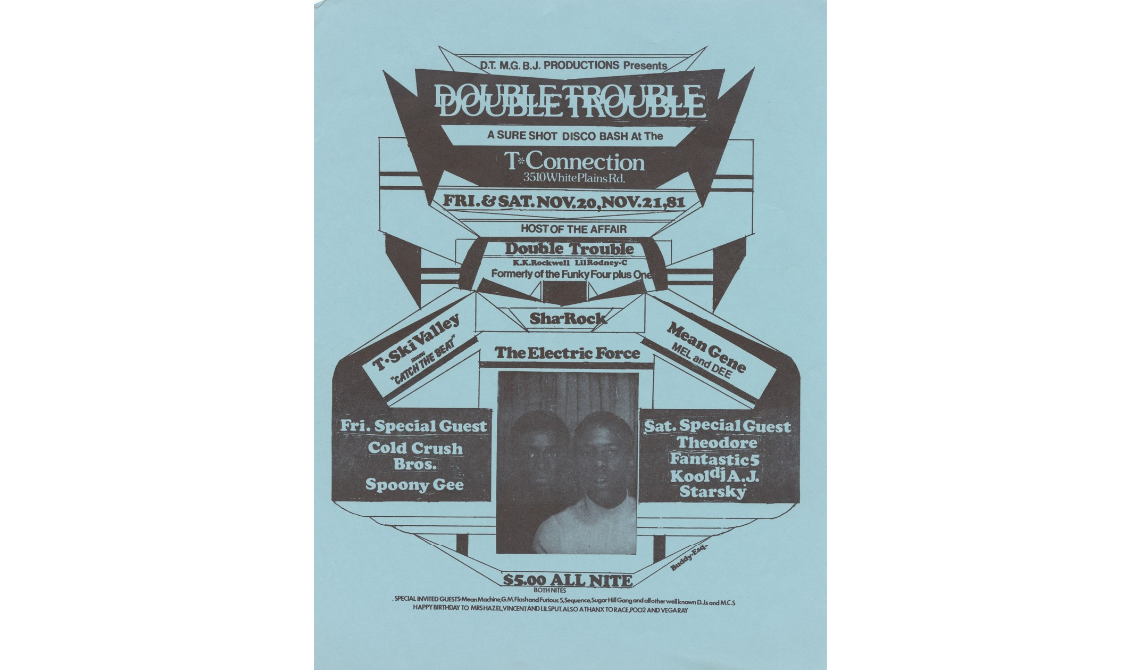 D.T. M.G. B.J. PRODUCTIONS Presents
DOUBLE TROUBLE
A SURE SHOT DISCO BASH At The
T*Connection
3510 White Plains Rd.
FRI. & SAT. NOV. 20, NOV. 21, 81
HOST OF THE AFFAIR
Double Trouble
K.K. Rockwell Lil Rodney-C
Formerly of the Funky Four plus One
Sha-Rock
T-Ski Valley
"CATCH THE BEAT"
Mean Gene
MEL and DEE
The Electric Force
Fri. Special Guest
Cold Crush
Bros.
Spoony Gee
Sat. Special Guest
Theodore
Fantastic 5
Kool dj A.J.
Starsky
Buddy-Esq-
$5.00 ALL NITE
BOTH NITES
SPECIAL INVITED GUESTS: Mean Machine, G.M. Flash and Furious 5, Sequence, Sugar Hill Gang and all other well known D.J.s and M.C.S
HAPPY BIRTHDAY TO MRS HAZEL, VINCENT AND LIL SPUT. ALSO A THANX TO RACE, POO2 AND VEGA RAY